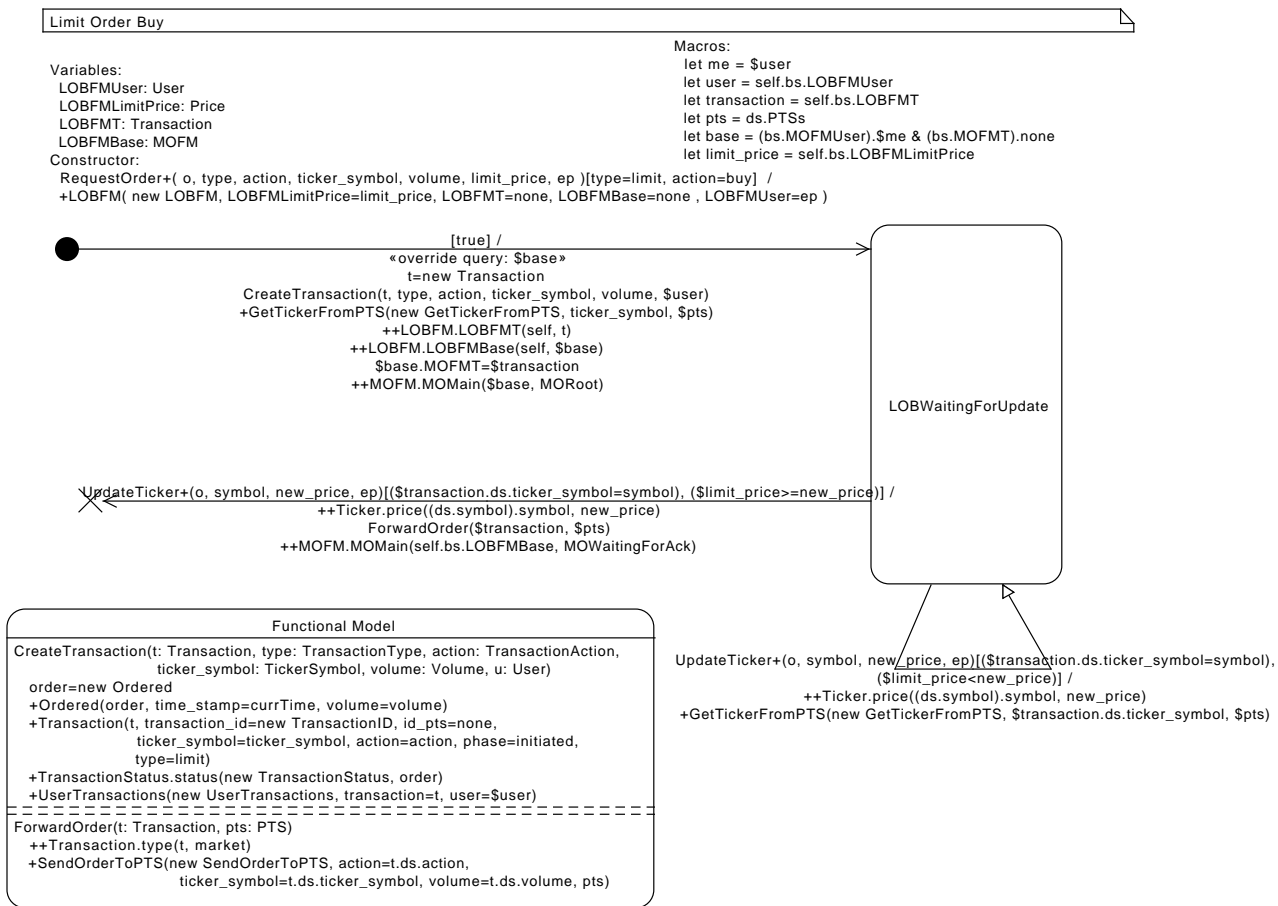 Limit Order Buy
Variables:
LOBFMUser: User
LOBFMLimitPrice: Price
LOBFMT: Transaction
LOBFMBase: MOFM
Macros:
let me = $user
let user = self.bs.LOBFMUser
let transaction = self.bs.LOBFMT
let pts = ds.PTSs
let base = (bs.MOFMUser).$me & (bs.MOFMT).none
let limit_price = self.bs.LOBFMLimitPrice
Constructor:
RequestOrder+( o, type, action, ticker_symbol, volume, limit_price, ep )[type=limit, action=buy] /
+LOBFM( new LOBFM, LOBFMLimitPrice=limit_price, LOBFMT=none, LOBFMBase=none , LOBFMUser=ep )
[true] /
«override query: $base»
t=new Transaction
CreateTransaction(t, type, action, ticker_symbol, volume, $user)
+GetTickerFromPTS(new GetTickerFromPTS, ticker_symbol, $pts)
++LOBFM.LOBFMT(self, t)
++LOBFM.LOBFMBase(self, $base)
$base.MOFMT=$transaction
++MOFM.MOMain($base, MORoot)
LOBWaitingForUpdate
UpdateTicker+(o, symbol, new_price, ep)[($transaction.ds.ticker_symbol=symbol), ($limit_price>=new_price)] /
++Ticker.price((ds.symbol).symbol, new_price)
ForwardOrder($transaction, $pts)
++MOFM.MOMain(self.bs.LOBFMBase, MOWaitingForAck)
UpdateTicker+(o, symbol, new_price, ep)[($transaction.ds.ticker_symbol=symbol),
($limit_price<new_price)] /
++Ticker.price((ds.symbol).symbol, new_price)
+GetTickerFromPTS(new GetTickerFromPTS, $transaction.ds.ticker_symbol, $pts)
Functional Model
CreateTransaction(t: Transaction, type: TransactionType, action: TransactionAction,
ticker_symbol: TickerSymbol, volume: Volume, u: User)
order=new Ordered
+Ordered(order, time_stamp=currTime, volume=volume)
+Transaction(t, transaction_id=new TransactionID, id_pts=none,
ticker_symbol=ticker_symbol, action=action, phase=initiated,
type=limit)
+TransactionStatus.status(new TransactionStatus, order)
+UserTransactions(new UserTransactions, transaction=t, user=$user)
ForwardOrder(t: Transaction, pts: PTS)
++Transaction.type(t, market)
+SendOrderToPTS(new SendOrderToPTS, action=t.ds.action,
ticker_symbol=t.ds.ticker_symbol, volume=t.ds.volume, pts)